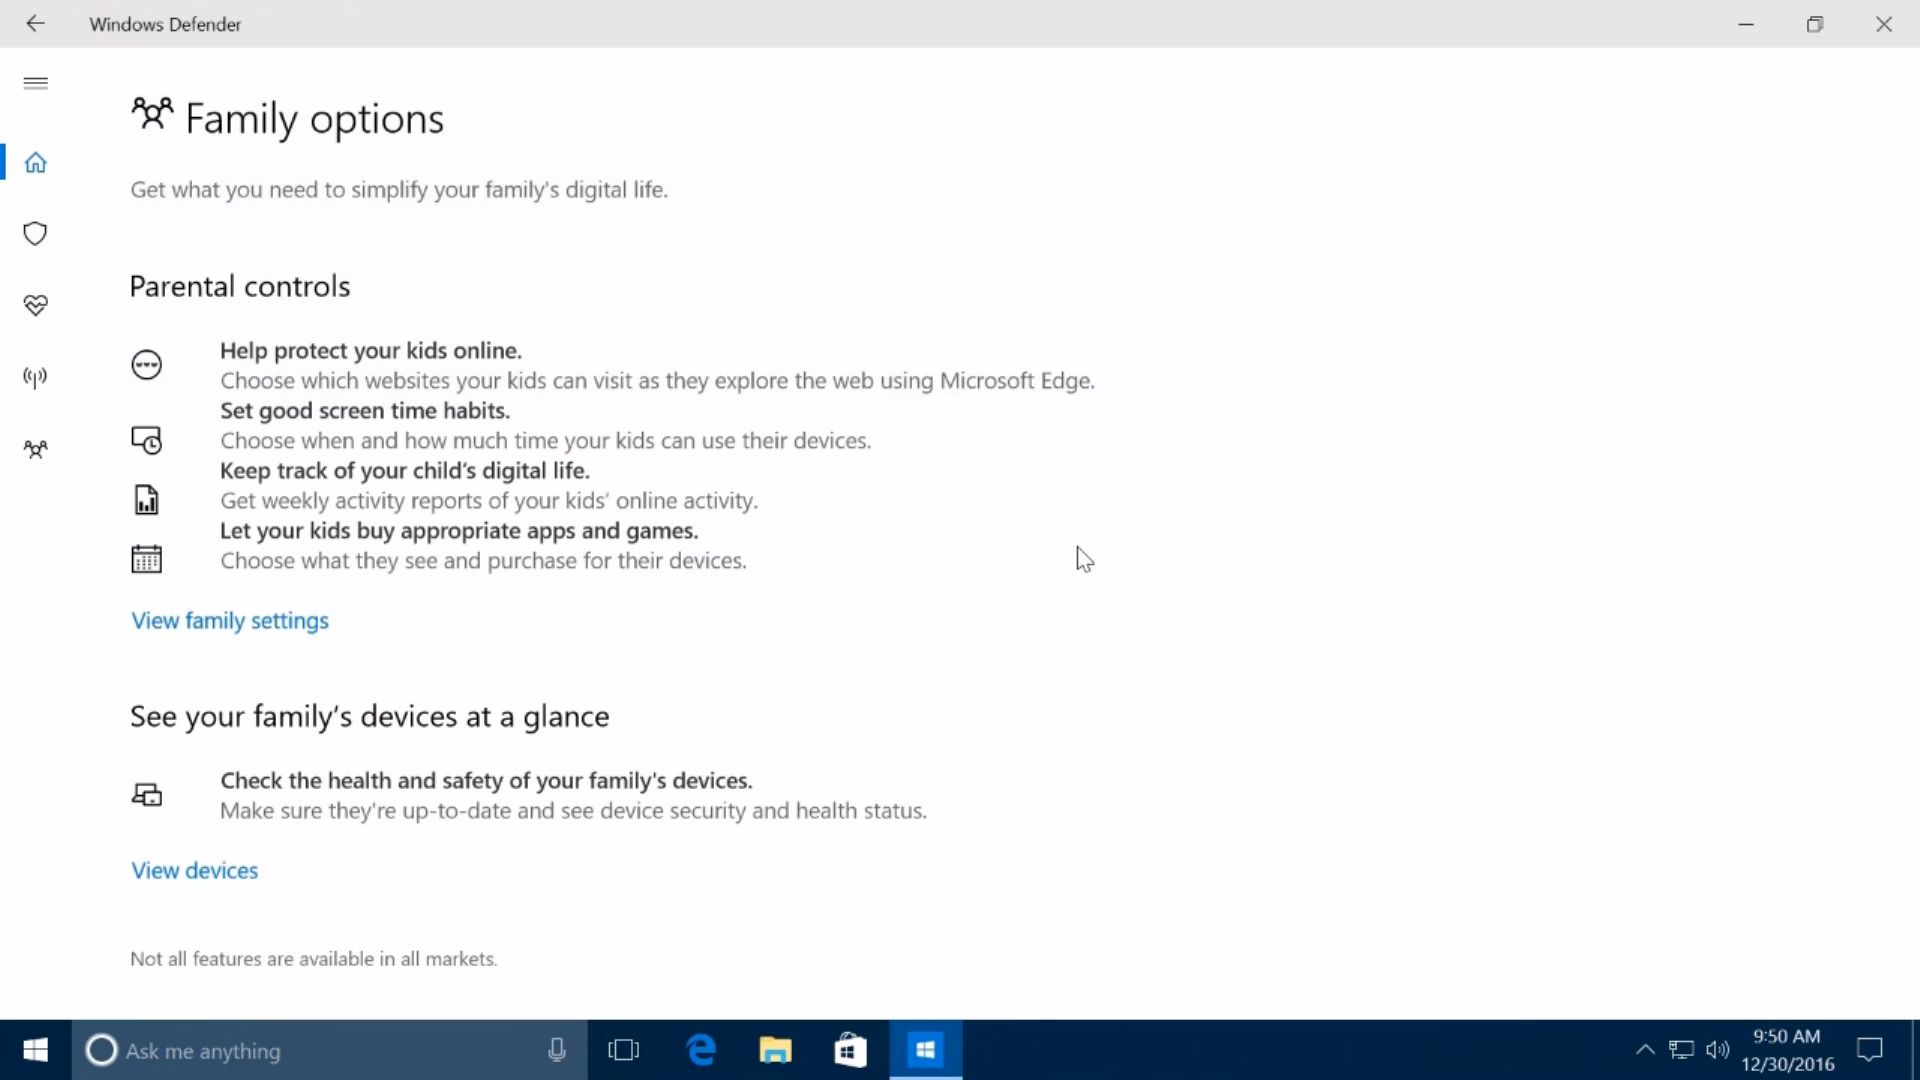 Windows Defender
Family options
Get what you need to simplify your family's digital life.
Parental controls
Help protect your kids online.
Choose which websites your kids can visit as they explore the web using Microsoft Edge.
Set good screen time habits.
Choose when and how much time your kids can use their devices.
Keep track of your child's digital life.
Get weekly activity reports of your kids' online activity.
Let your kids buy appropriate apps and games.
Choose what they see and purchase for their devices.
View family settings
See your family's devices at a glance
Check the health and safety of your family's devices.
Make sure they're up-to-date and see device security and health status.
View devices
Not all features are available in all markets.
Ask me anything
9:50 AM
12/30/2016